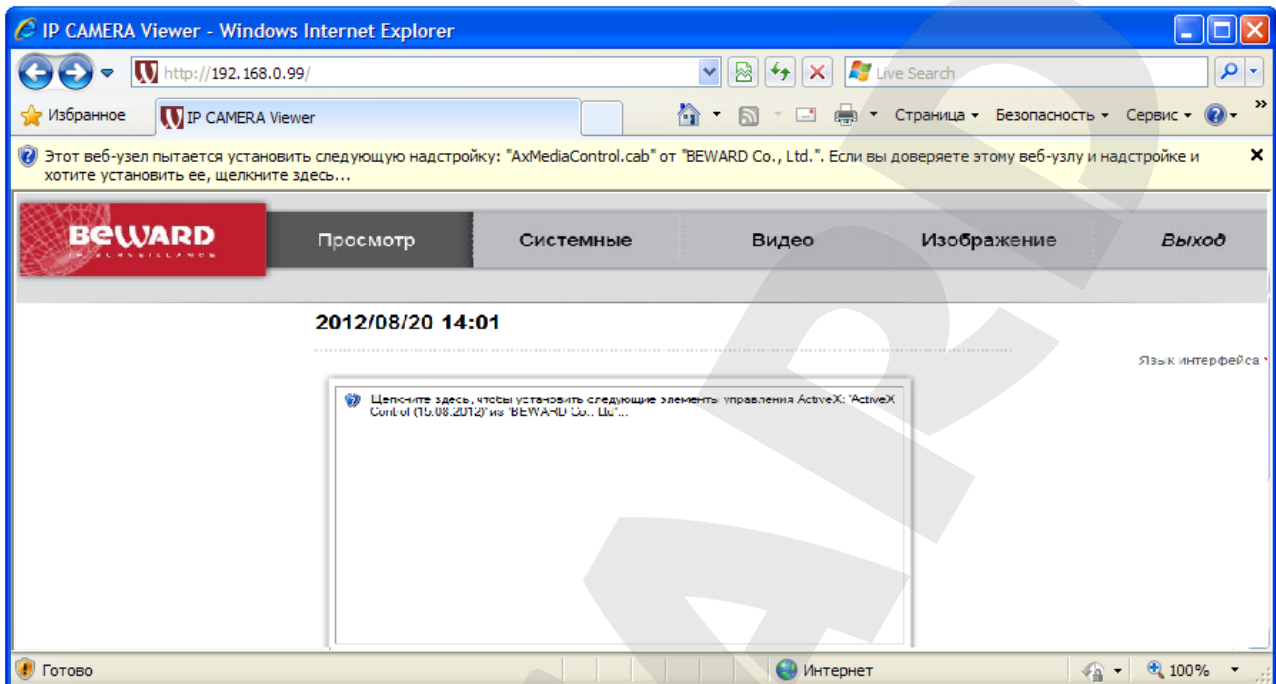 IP CAMERA Viewer - Windows Internet Explorer
http://192.168.0.99/
Live Search
Избранное IP CAMERA Viewer Страница Безопасность Сервис »
Этот веб-узел пытается установить следующую надстройку: "AxMediaControl.cab" от "BEWARD Co., Ltd.". Если вы доверяете этому веб-узлу и надстройке и
хотите установить ее, щелкните здесь...
BEWARD Просмотр Системные Видео Изображение Выход
IP SURVEILLANCE
2012/08/20 14:01
Язык интерфейса
Щелкните здесь, чтобы установить следующие элементы управления ActiveX: "ActiveX
Control (15.08.2012)" из "BEWARD Co., Ltd"...
Готово Интернет 100%